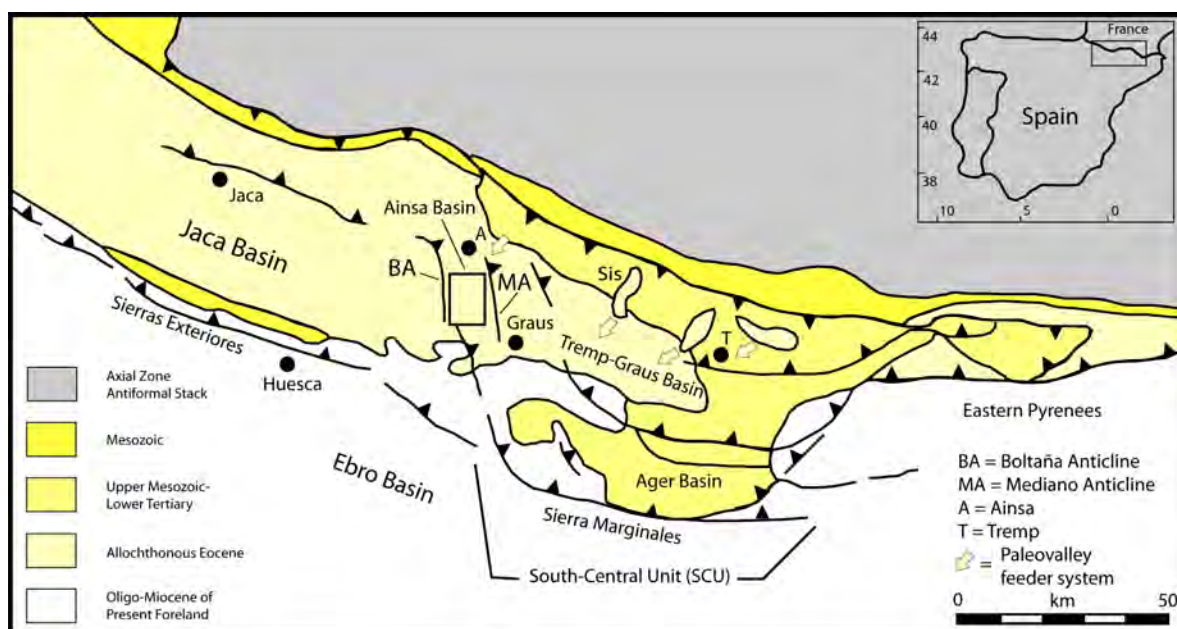 France
44
42
40
38
10
5
0
Spain
Jaca
Ainsa Basin
A
Jaca Basin
BA
MA
Sis
Graus
T
Tremp-Graus Basin
Sierras Exteriores
Huesca
Ebro Basin
Ager Basin
Sierra Marginales
South-Central Unit (SCU)
Eastern Pyrenees
Axial Zone
Antiformal Stack
Mesozoic
Upper Mesozoic-
Lower Tertiary
Allochthonous Eocene
Oligo-Miocene of
Present Foreland
BA = Boltaña Anticline
MA = Mediano Anticline
A = Ainsa
T = Tremp
= Paleovalley
feeder system
0 km 50